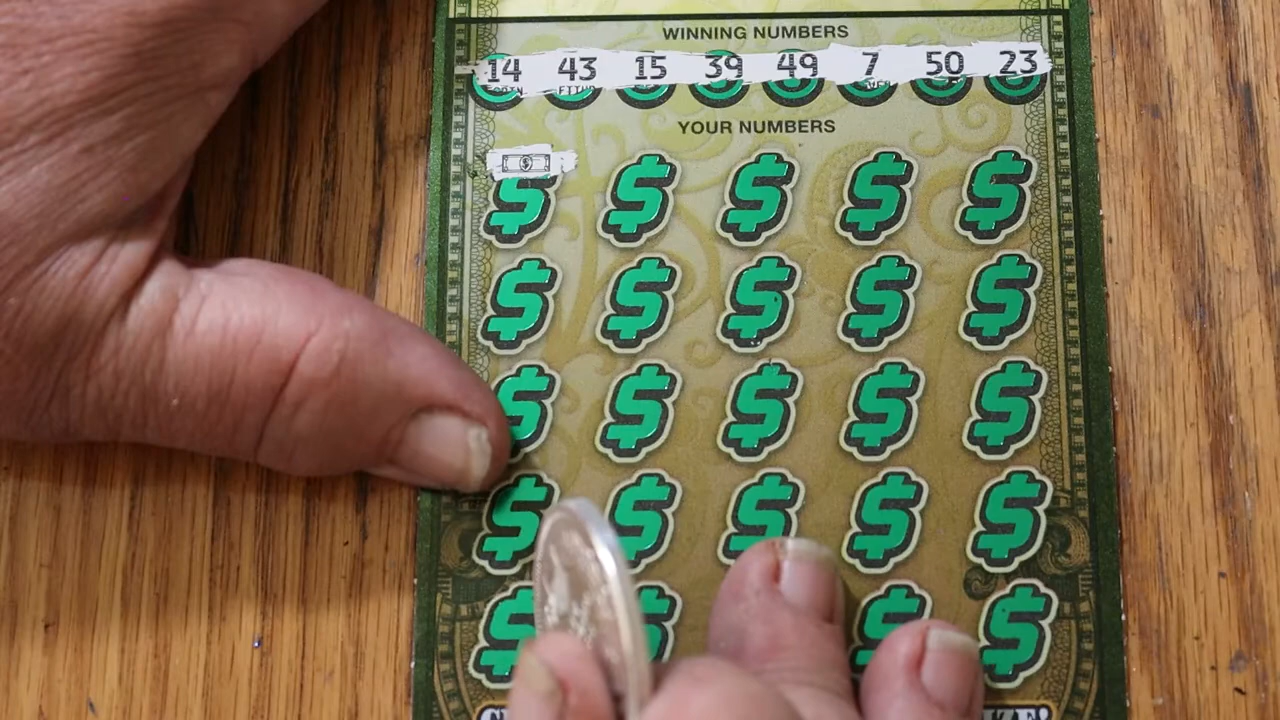 WINNING NUMBERS
14 43 15 39 49 7 50 23
YOUR NUMBERS
$
$ $ $ $ $
$ $ $ $ $
$ $ $ $ $
$ $ $ $ $
$ $ $ $